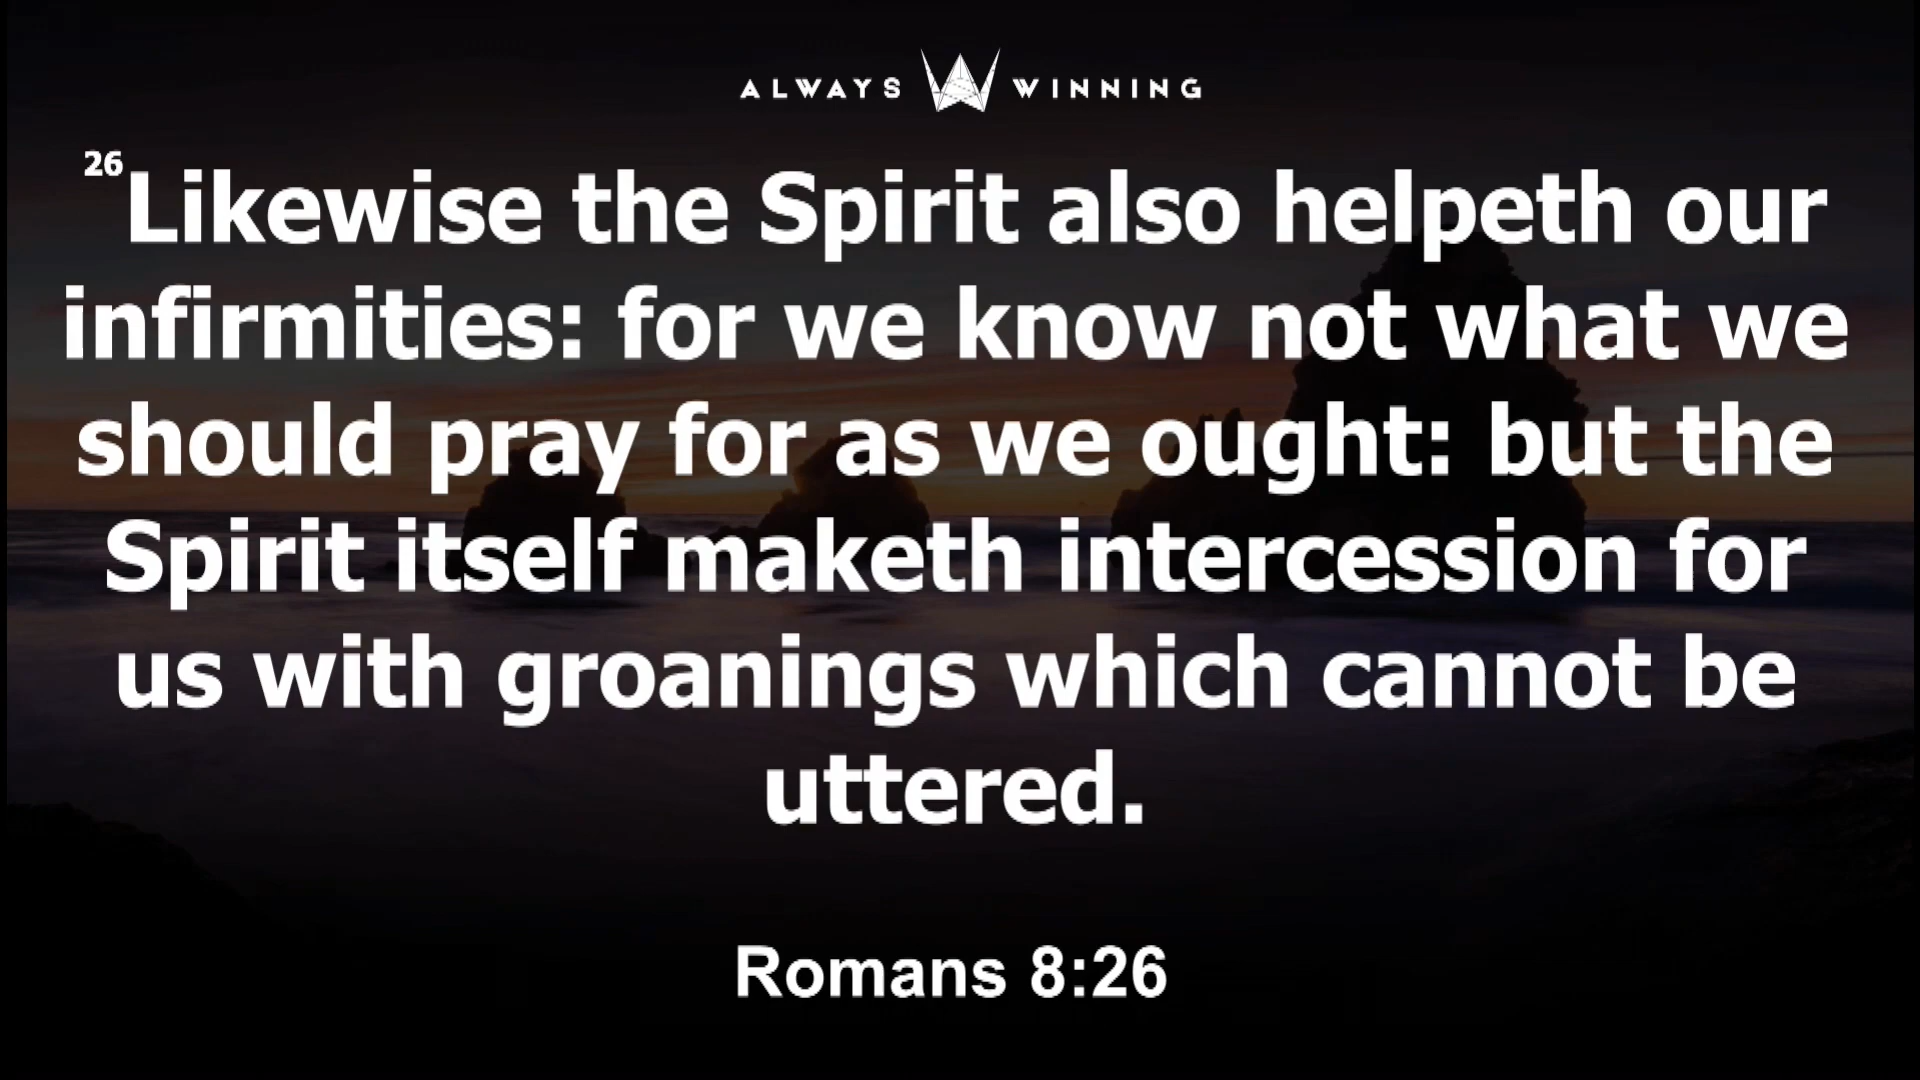 ALWAYS WINNING
26 Likewise the Spirit also helpeth our
infirmities: for we know not what we
should pray for as we ought: but the
Spirit itself maketh intercession for
us with groanings which cannot be
uttered.
Romans 8:26